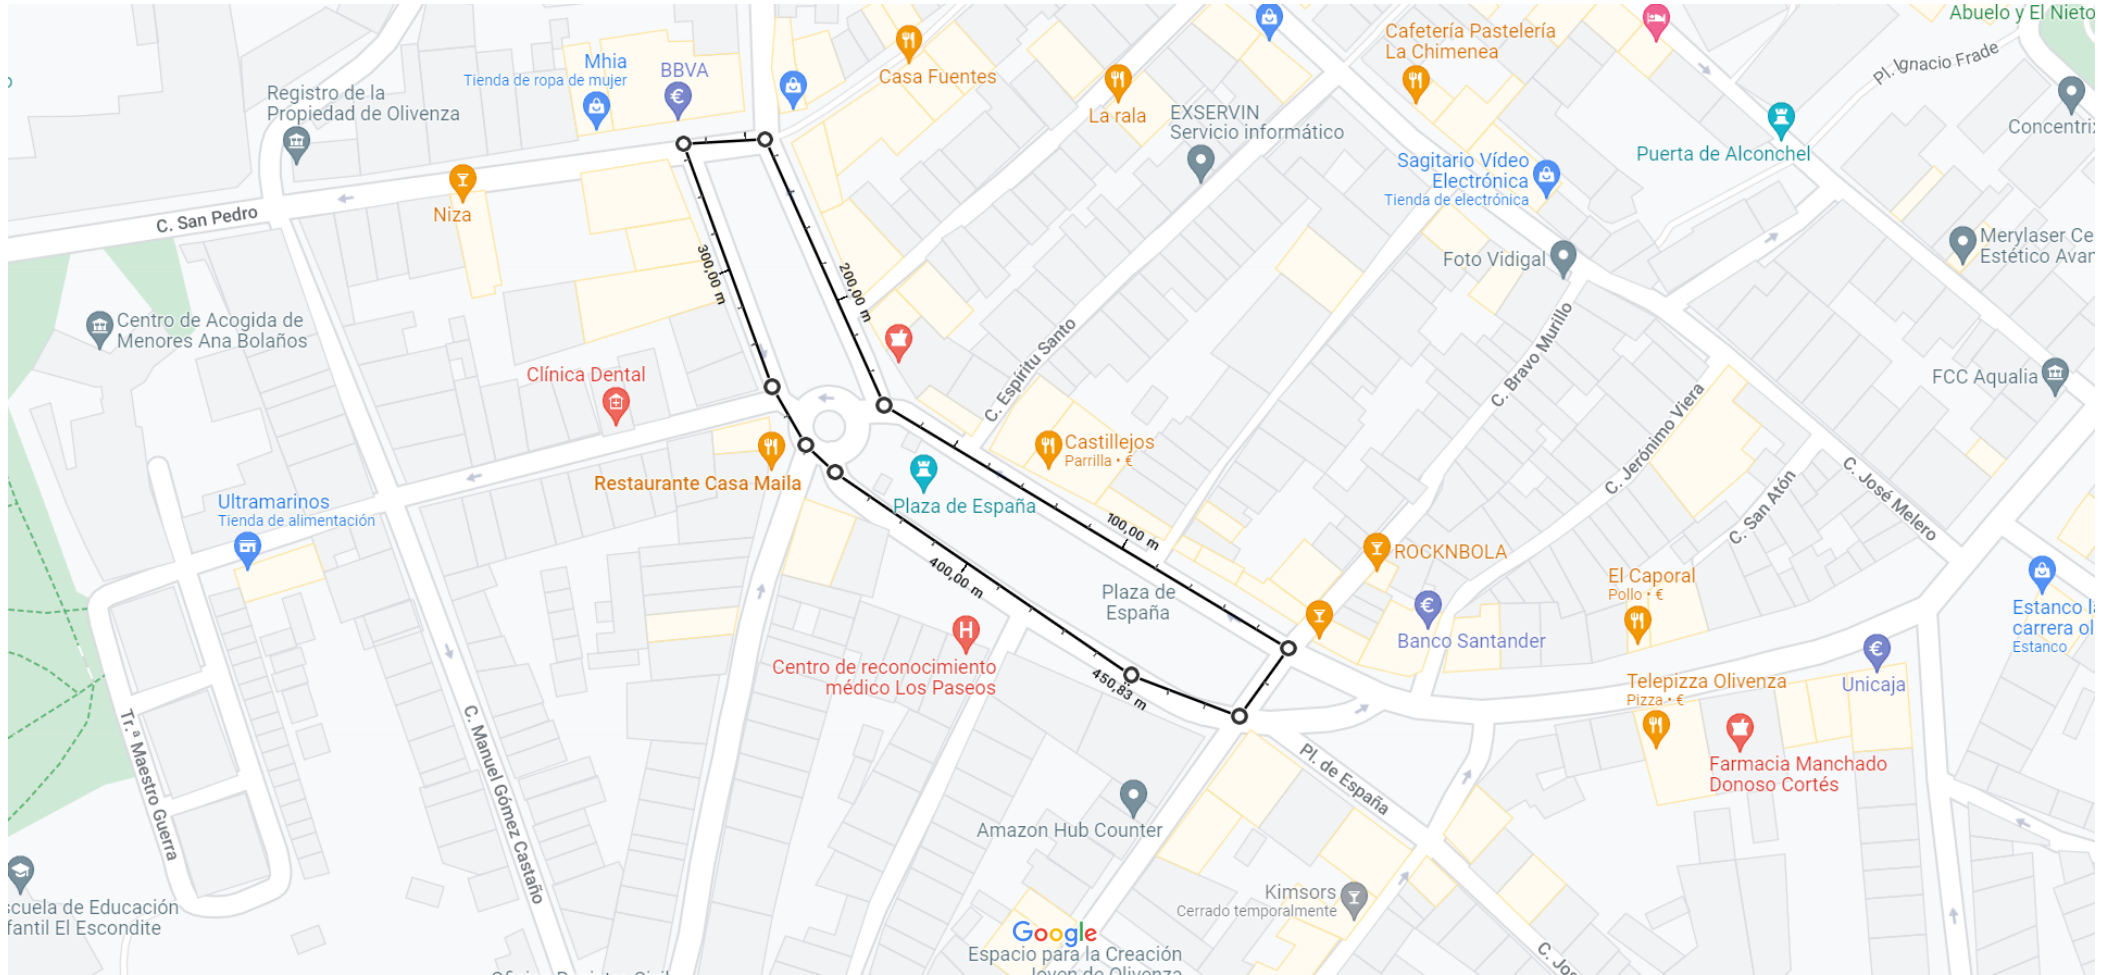 Abuelo y El Nieto
Cafetería Pastelería
La Chimenea
Mhia
Tienda de ropa de mujer
BBVA
Casa Fuentes
Pl. Ignacio Frade
Registro de la
Propiedad de Olivenza
La rala
EXSERVIN
Servicio informático
Concentrix
Puerta de Alconchel
Sagitario Vídeo
Electrónica
Tienda de electrónica
Niza
C. San Pedro
Merylaser Ce
Estético Avan
Foto Vidigal
300,00 m
200,00 m
Centro de Acogida de
Menores Ana Bolaños
C. Espíritu Santo
C. Bravo Murillo
Clínica Dental
FCC Aqualia
C. Jerónimo Viera
Castillejos
Parrilla • €
Restaurante Casa Maila
Plaza de España
C. San Atón
C. José Melero
Ultramarinos
Tienda de alimentación
100,00 m
ROCKNBOLA
400,00 m
Plaza de
España
El Caporal
Pollo • €
Estanco la
carrera ol
Estanco
Banco Santander
Centro de reconocimiento
médico Los Paseos
450,83 m
Unicaja
Telepizza Olivenza
Pizza • €
Tr.ª Maestro Guerra
C. Manuel Gómez Castaño
Pl. de España
Farmacia Manchado
Donoso Cortés
Amazon Hub Counter
Kimsors
Cerrado temporalmente
scuela de Educación
fantil El Escondite
Google
Espacio para la Creación
Joven de Olivenza
C. Jos